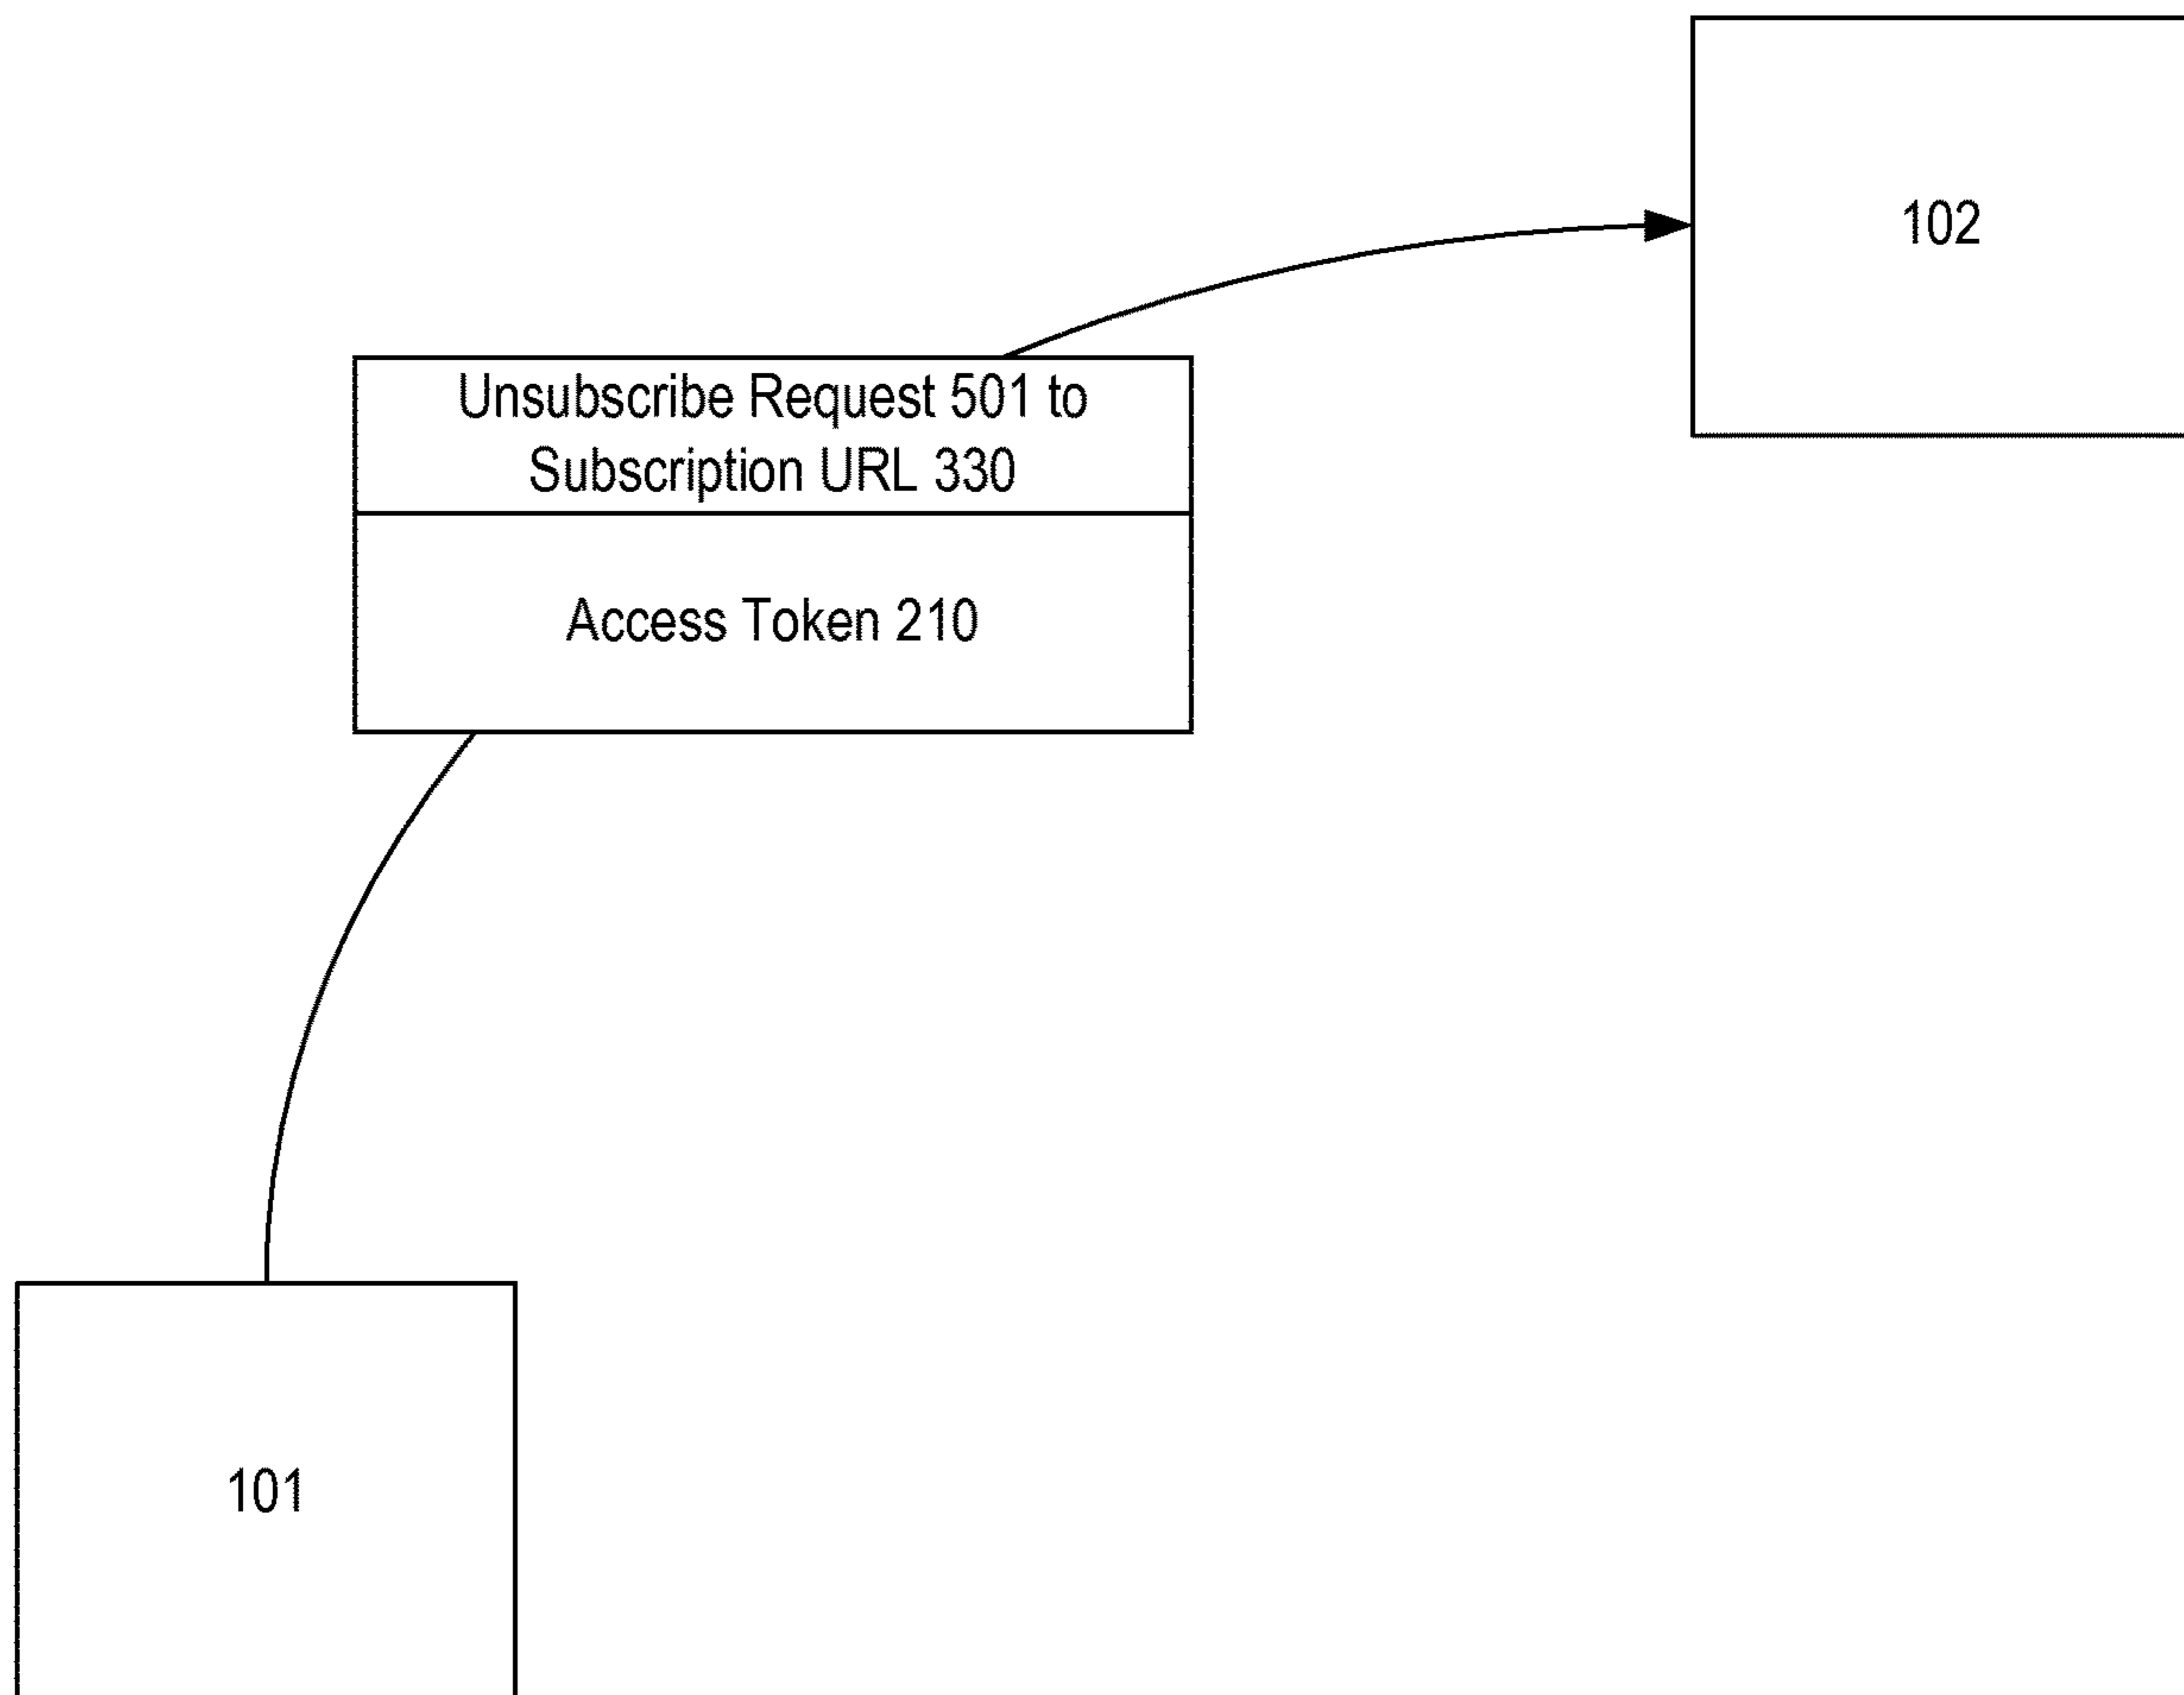 102
Unsubscribe Request 501 to
Subscription URL 330
Access Token 210
101